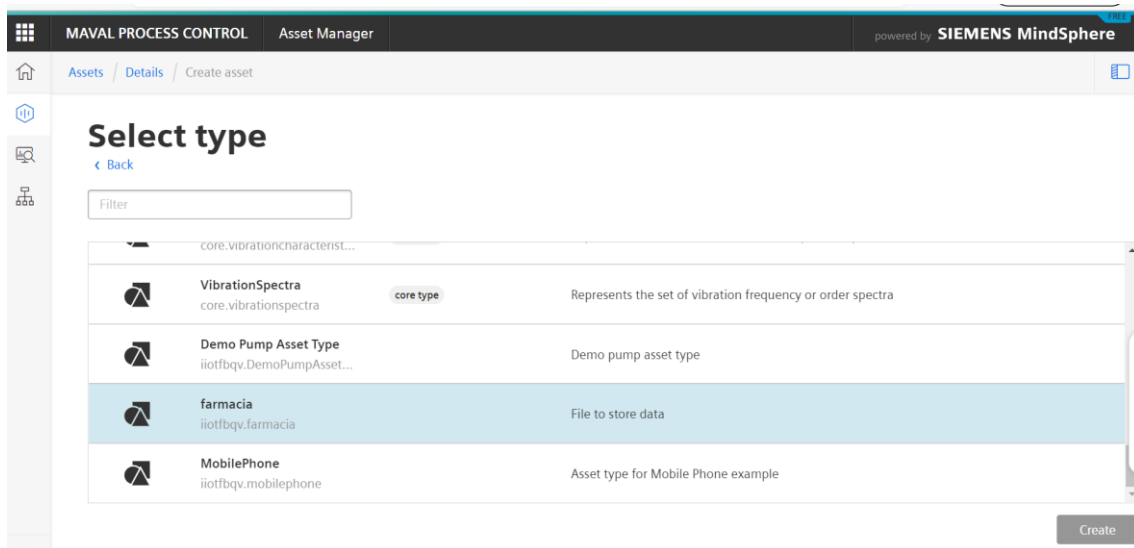 FREE
MAVAL PROCESS CONTROL Asset Manager powered by SIEMENS MindSphere
Assets / Details / Create asset
Select type
‹ Back
Filter
core.vibrationcharacterist...
VibrationSpectra
core.vibrationspectra
core type
Represents the set of vibration frequency or order spectra
Demo Pump Asset Type
iiotfbqv.DemoPumpAsset...
Demo pump asset type
farmacia
iiotfbqv.farmacia
File to store data
MobilePhone
iiotfbqv.mobilephone
Asset type for Mobile Phone example
Create